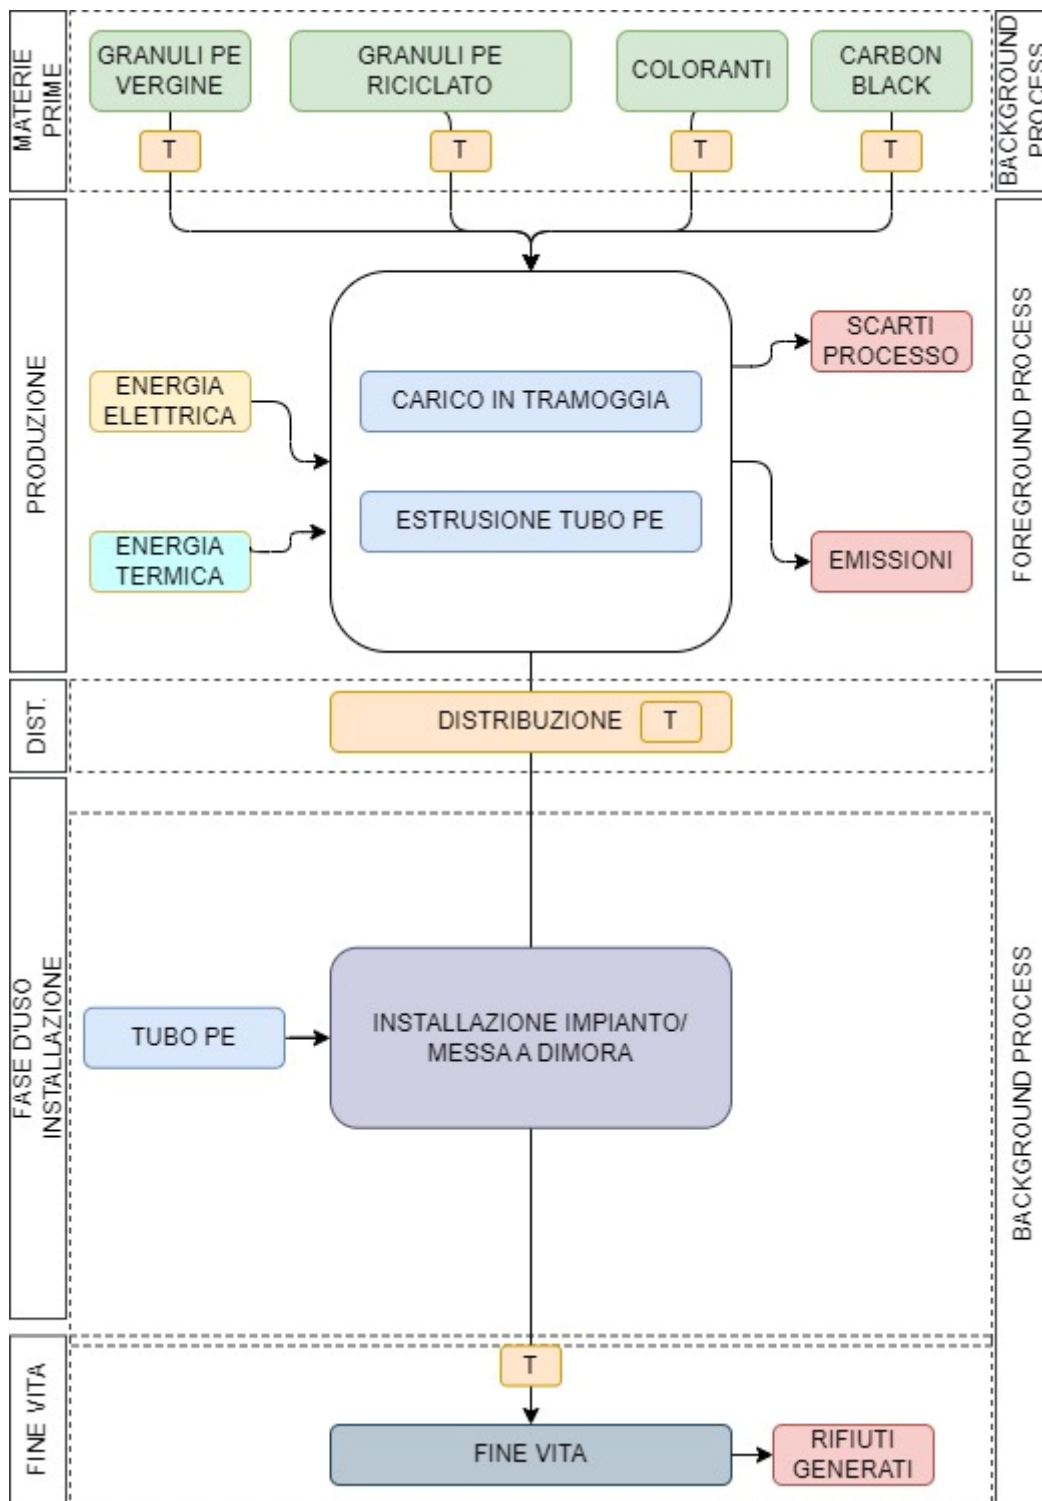 MATERIE
PRIME
GRANULI PE
VERGINE
GRANULI PE
RICICLATO
COLORANTI
CARBON
BLACK
T
T
T
T
BACKGROUND
PROCESS
PRODUZIONE
ENERGIA
ELETTRICA
ENERGIA
TERMICA
CARICO IN TRAMOGGIA
ESTRUSIONE TUBO PE
SCARTI
PROCESSO
EMISSIONI
FOREGROUND PROCESS
DIST.
DISTRIBUZIONE
T
FASE D'USO
INSTALLAZIONE
TUBO PE
INSTALLAZIONE IMPIANTO/
MESSA A DIMORA
BACKGROUND PROCESS
FINE VITA
T
FINE VITA
RIFIUTI
GENERATI